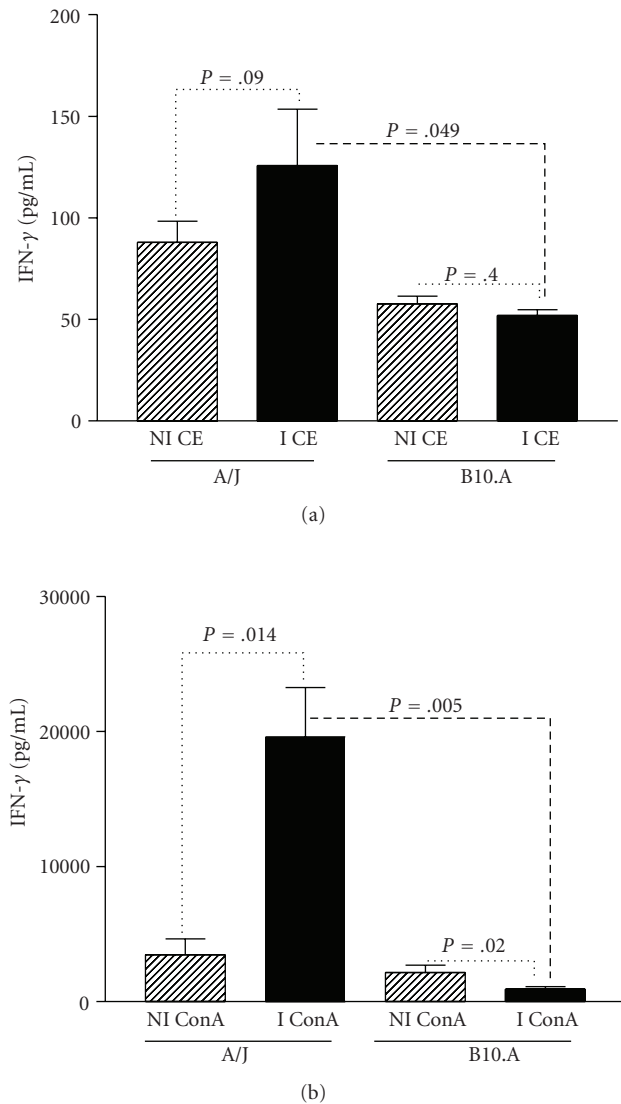 200
P = .09
150
P = .049
IFN-γ (pg/mL)
100
P = .4
50
0
NI CE I CE NI CE I CE
A/J B10.A
(a)
30000
P = .014
P = .005
20000
IFN-γ (pg/mL)
10000
P = .02
0
NI ConA I ConA NI ConA I ConA
A/J B10.A
(b)